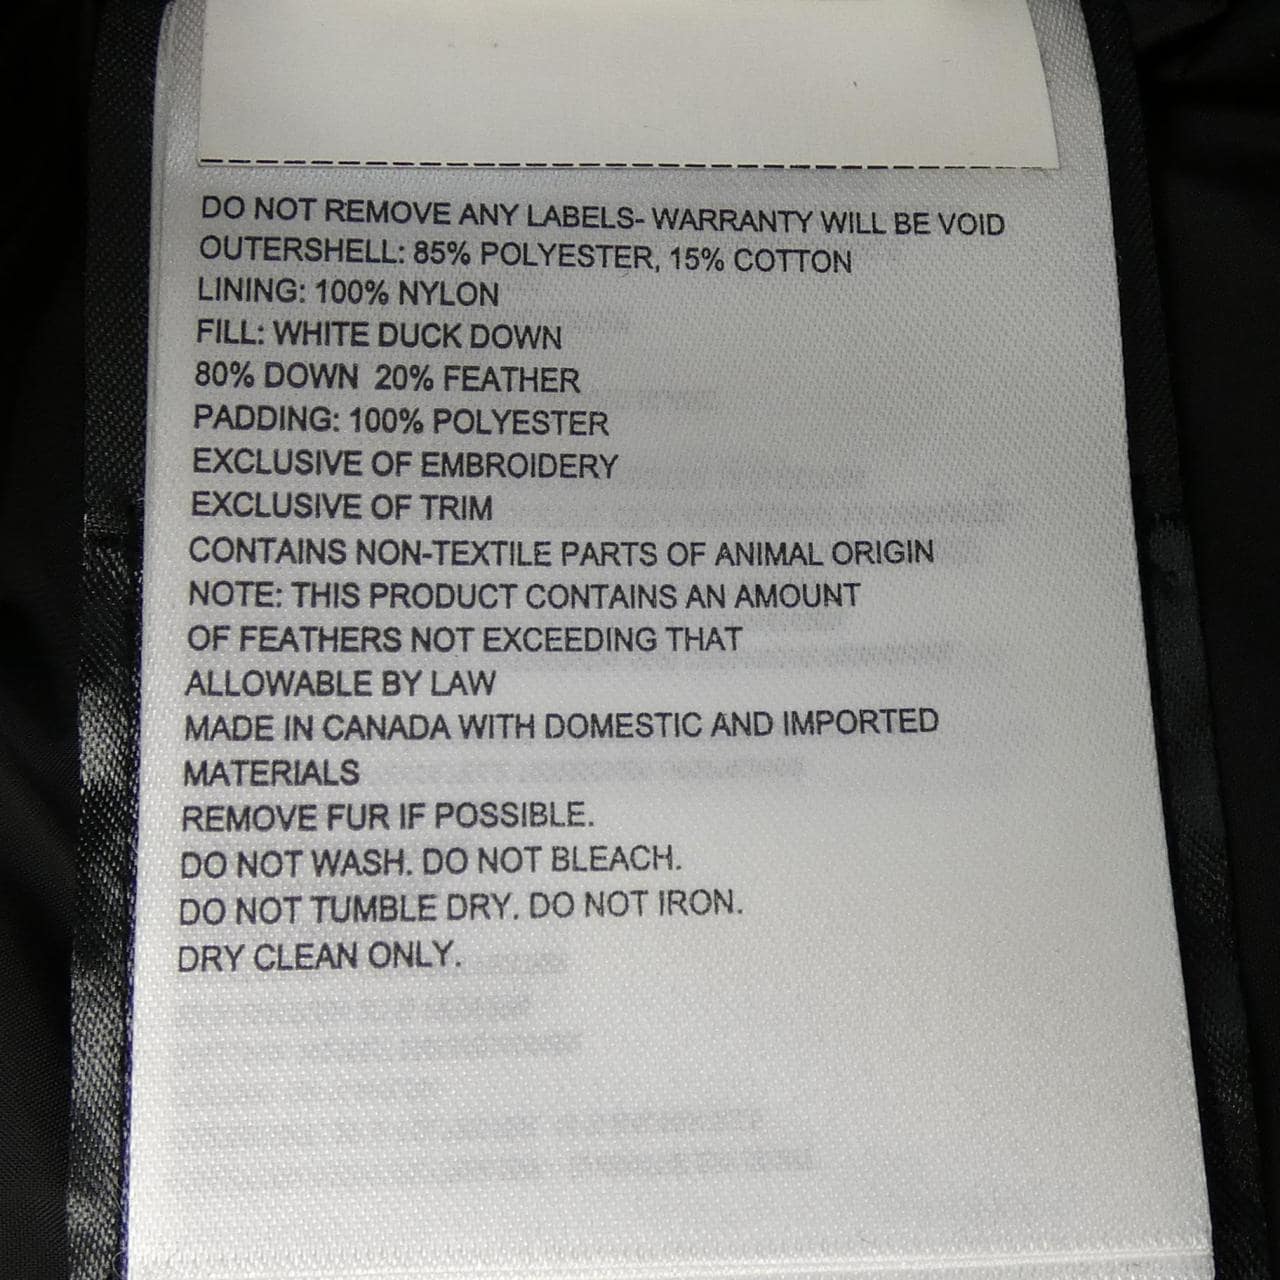 DO NOT REMOVE ANY LABELS- WARRANTY WILL BE VOID
OUTERSHELL: 85% POLYESTER, 15% COTTON
LINING: 100% NYLON
FILL: WHITE DUCK DOWN
80% DOWN  20% FEATHER
PADDING: 100% POLYESTER
EXCLUSIVE OF EMBROIDERY
EXCLUSIVE OF TRIM
CONTAINS NON-TEXTILE PARTS OF ANIMAL ORIGIN
NOTE: THIS PRODUCT CONTAINS AN AMOUNT
OF FEATHERS NOT EXCEEDING THAT
ALLOWABLE BY LAW
MADE IN CANADA WITH DOMESTIC AND IMPORTED
MATERIALS
REMOVE FUR IF POSSIBLE.
DO NOT WASH. DO NOT BLEACH.
DO NOT TUMBLE DRY. DO NOT IRON.
DRY CLEAN ONLY.